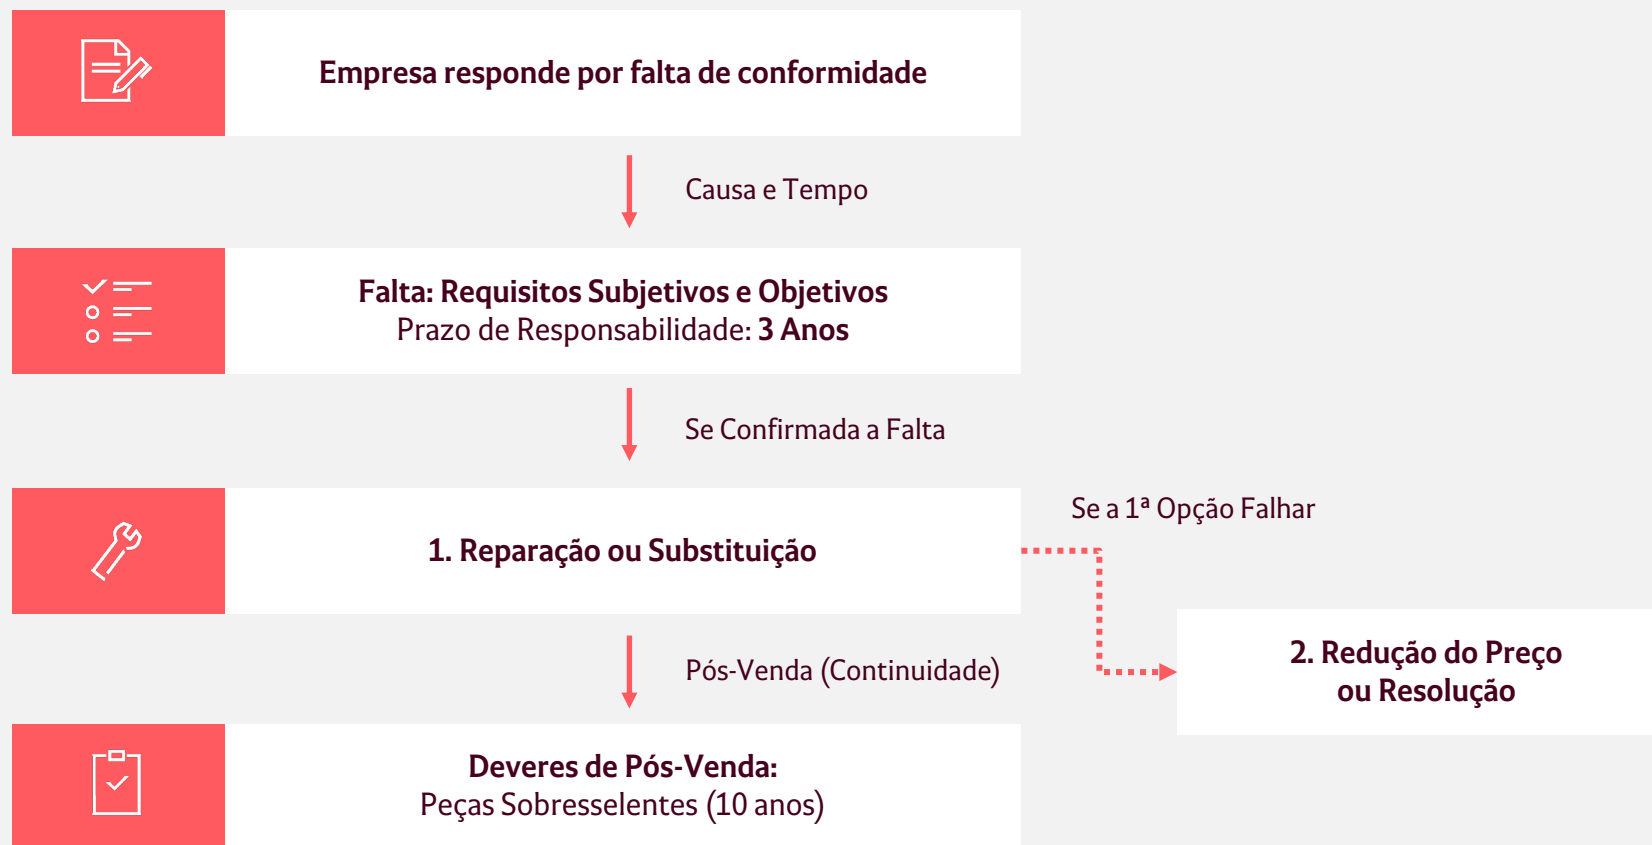 Empresa responde por falta de conformidade
Causa e Tempo
Falta: Requisitos Subjetivos e Objetivos
Prazo de Responsabilidade: 3 Anos
Se Confirmada a Falta
1. Reparação ou Substituição
Se a 1ª Opção Falhar
2. Redução do Preço
ou Resolução
Pós-Venda (Continuidade)
Deveres de Pós-Venda:
Peças Sobresselentes (10 anos)